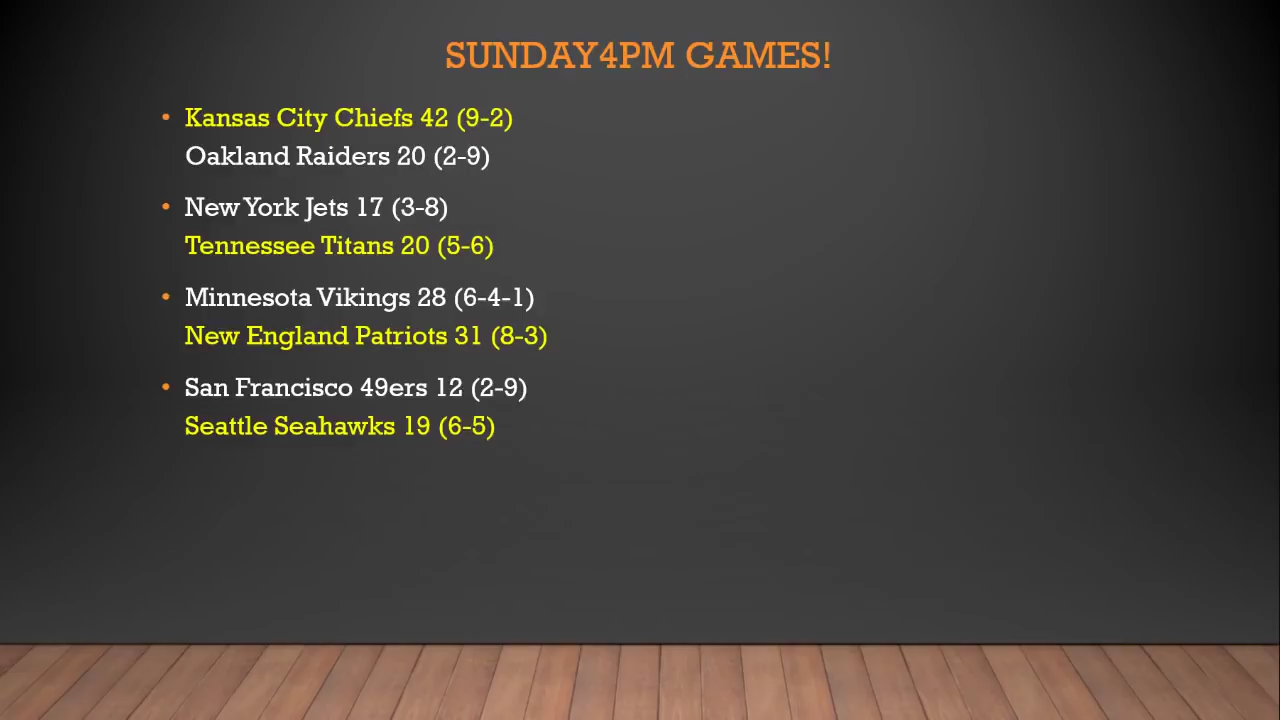 SUNDAY4PM GAMES!
• Kansas City Chiefs 42 (9-2)
Oakland Raiders 20 (2-9)
• New York Jets 17 (3-8)
Tennessee Titans 20 (5-6)
• Minnesota Vikings 28 (6-4-1)
New England Patriots 31 (8-3)
• San Francisco 49ers 12 (2-9)
Seattle Seahawks 19 (6-5)